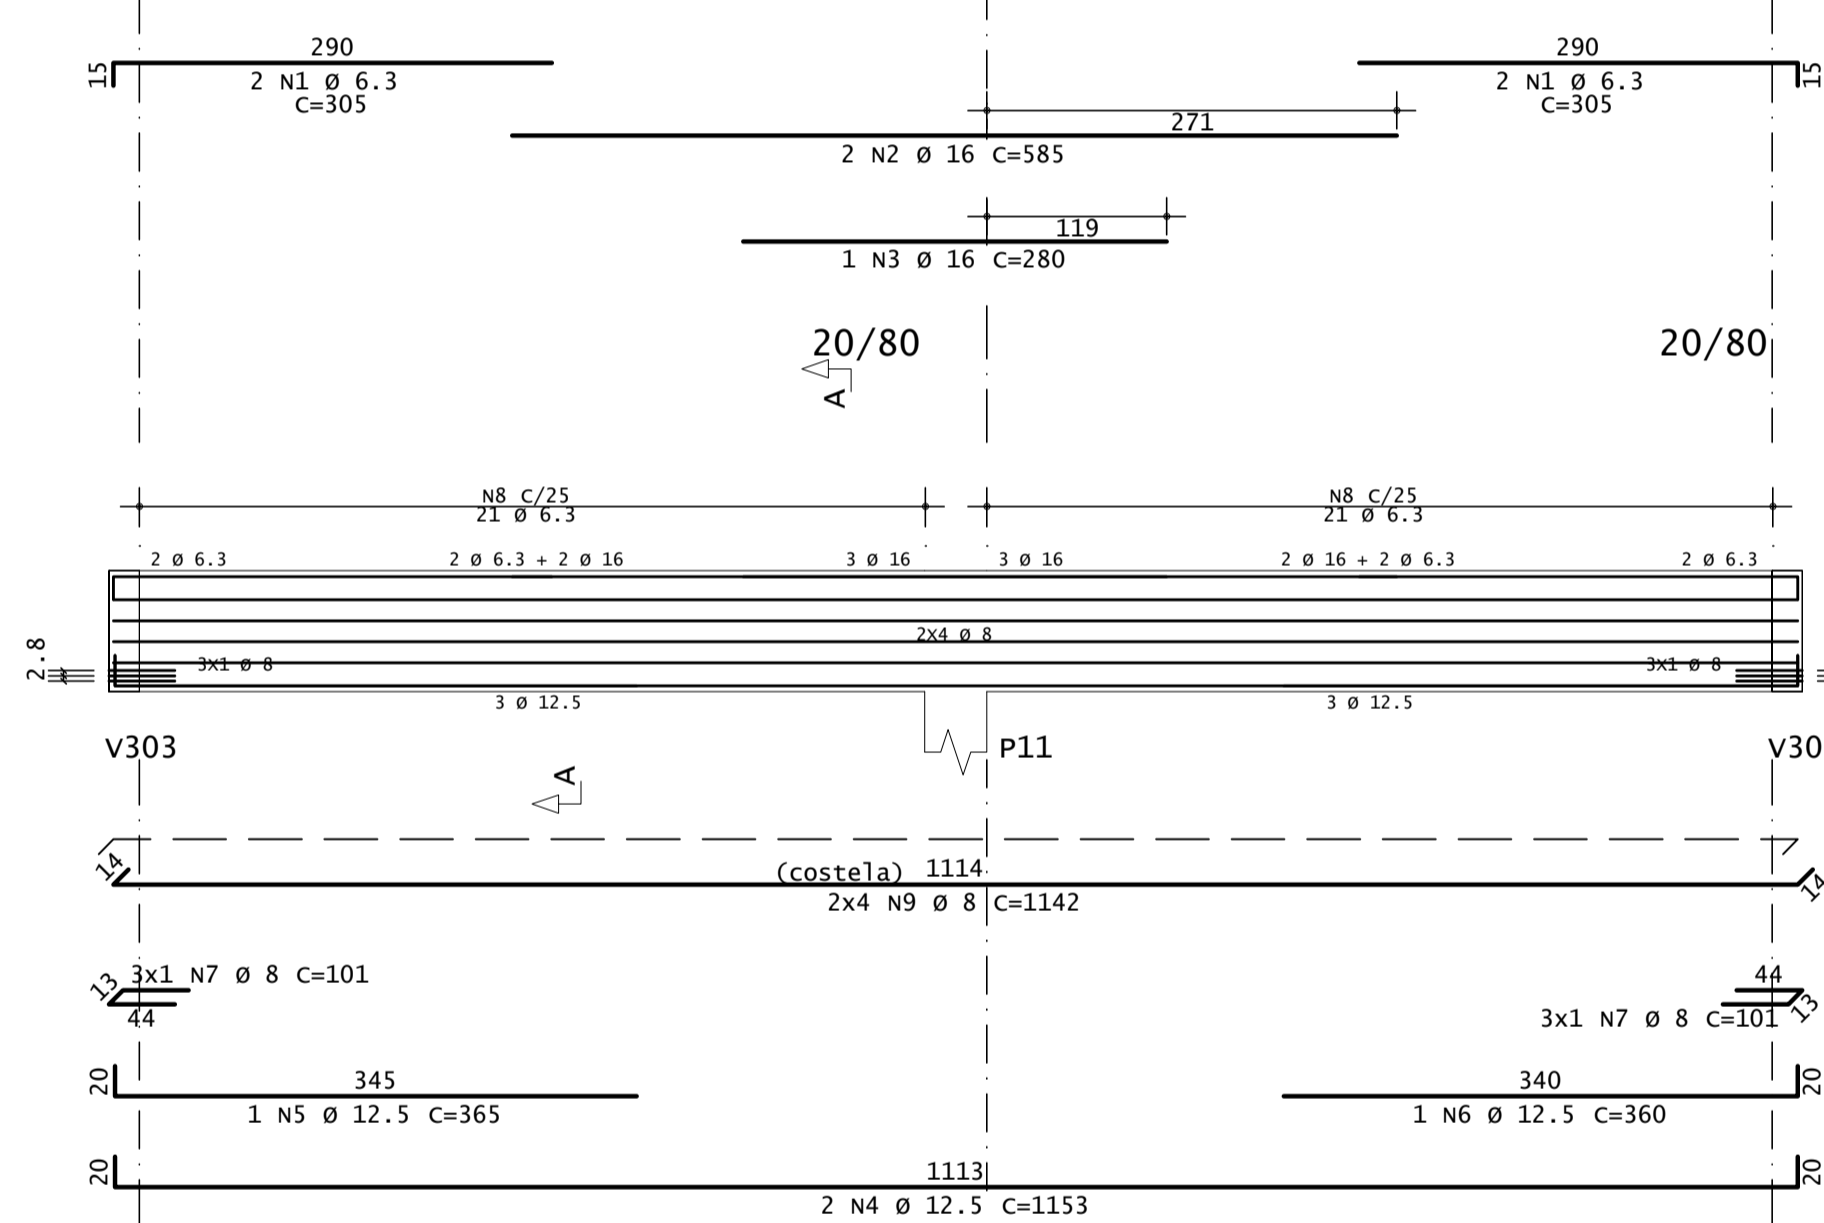 290
15
2 N1 Ø 6.3
C=305
290
15
2 N1 Ø 6.3
C=305
271
2 N2 Ø 16 C=585
119
1 N3 Ø 16 C=280
20/80
20/80
A
N8 C/25
21 Ø 6.3
N8 C/25
21 Ø 6.3
2 Ø 6.3
2 Ø 6.3 + 2 Ø 16
3 Ø 16
3 Ø 16
2 Ø 16 + 2 Ø 6.3
2 Ø 6.3
2X4 Ø 8
2.8
3X1 Ø 8
3X1 Ø 8
3 Ø 12.5
3 Ø 12.5
V303
P11
V30
A
14
(costela) 1114
14
2x4 N9 Ø 8 C=1142
13
3x1 N7 Ø 8 C=101
44
44
13
3x1 N7 Ø 8 C=101
20
345
1 N5 Ø 12.5 C=365
340
20
1 N6 Ø 12.5 C=360
20
1113
20
2 N4 Ø 12.5 C=1153